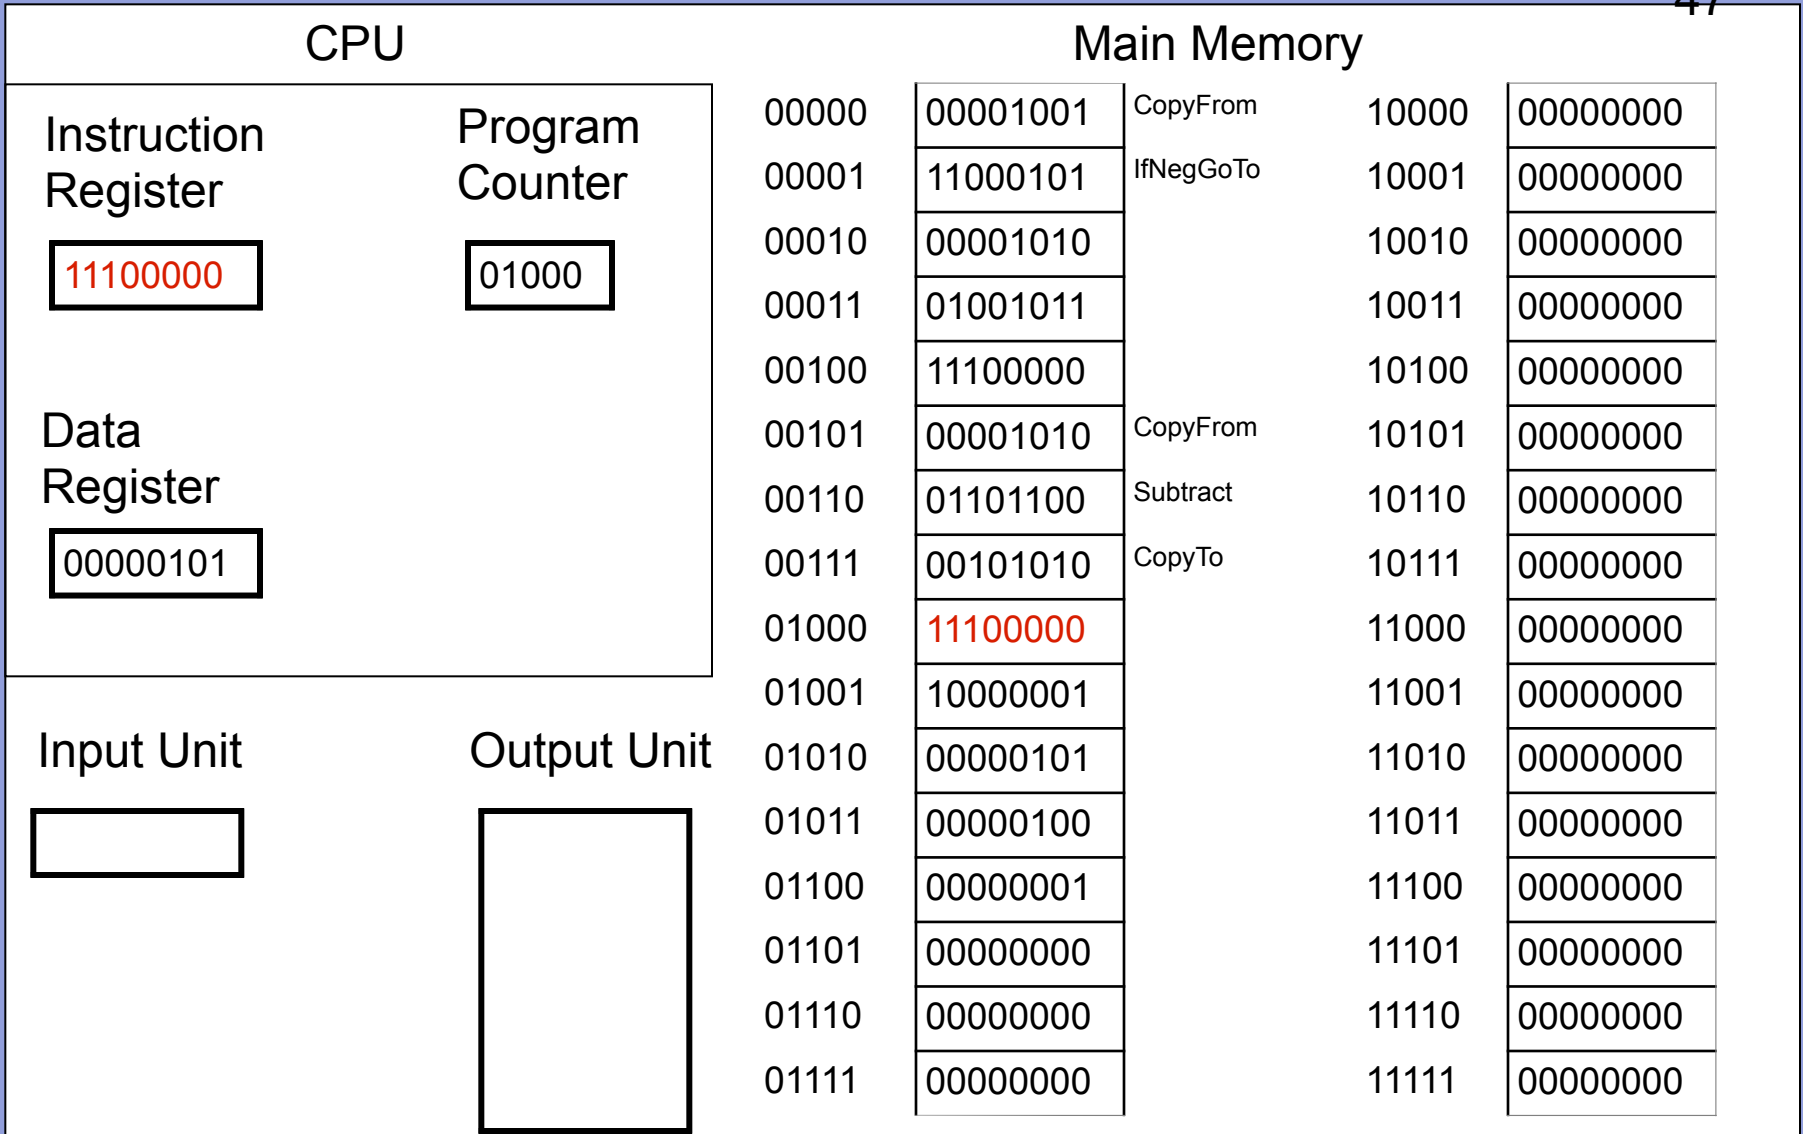 47
CPU
Main Memory
Instruction
Register
Program
Counter
11100000
01000
Data
Register
00000101
Input Unit
Output Unit
00000 00001001 CopyFrom 10000 00000000
00001 11000101 IfNegGoTo 10001 00000000
00010 00001010 10010 00000000
00011 01001011 10011 00000000
00100 11100000 10100 00000000
00101 00001010 CopyFrom 10101 00000000
00110 01101100 Subtract 10110 00000000
00111 00101010 CopyTo 10111 00000000
01000 11100000 11000 00000000
01001 10000001 11001 00000000
01010 00000101 11010 00000000
01011 00000100 11011 00000000
01100 00000001 11100 00000000
01101 00000000 11101 00000000
01110 00000000 11110 00000000
01111 00000000 11111 00000000